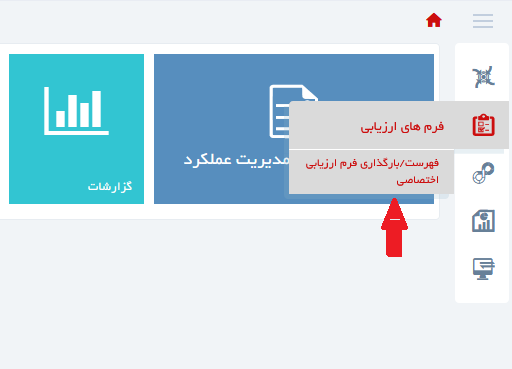 فرم های ارزیابی
فهرست/بارگذاری فرم ارزیابی
اختصاصی
مدیریت عملکرد
گزارشات